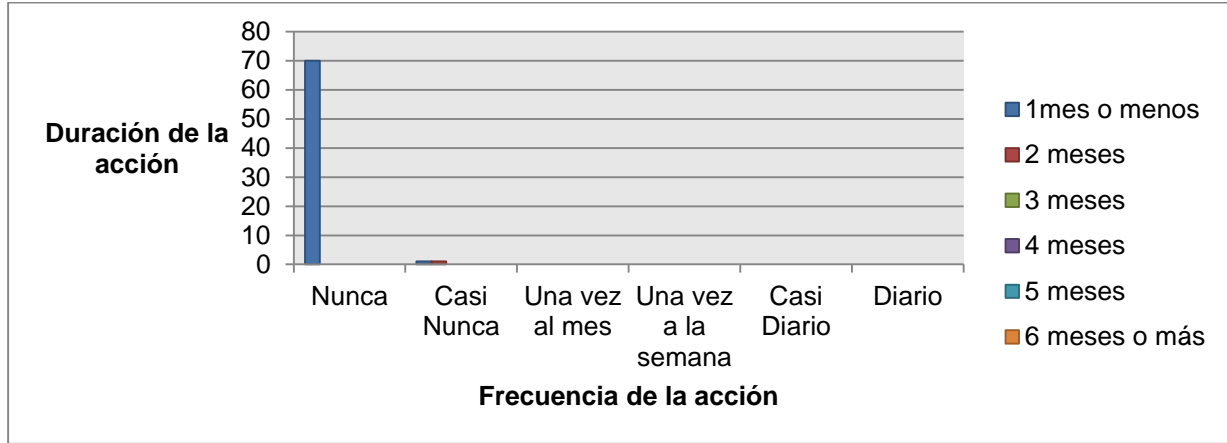 80
70
60
50
40
30
20
10
0
Duración de la
acción
Nunca
Casi
Nunca
Una vez
al mes
Una vez
a la
semana
Casi
Diario
Diario
Frecuencia de la acción
1mes o menos
2 meses
3 meses
4 meses
5 meses
6 meses o más